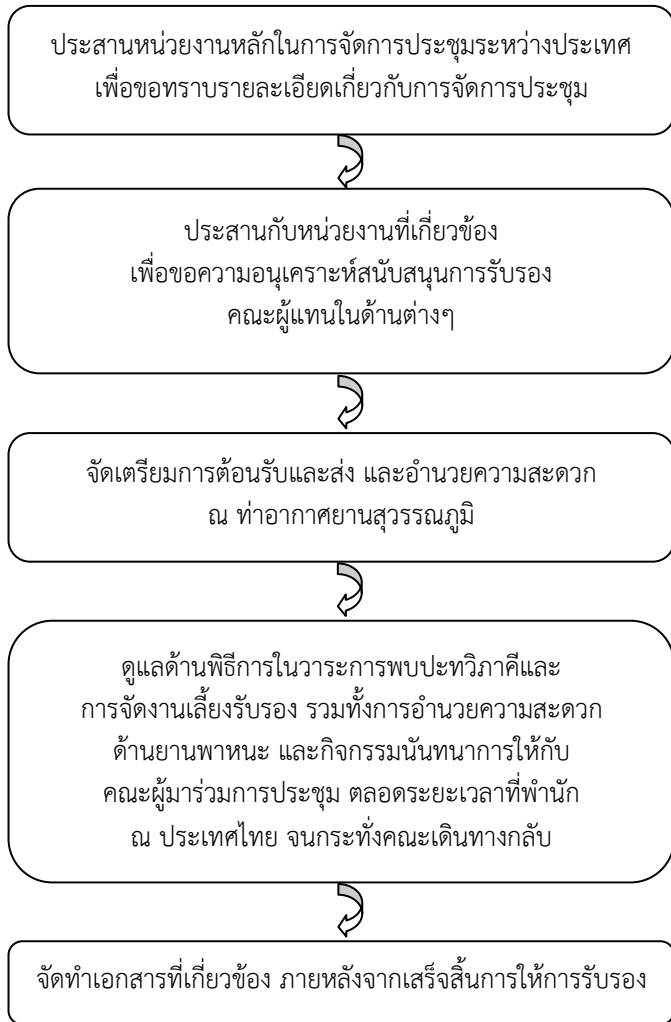 ประสานหน่วยงานหลักในการจัดการประชุมระหว่างประเทศ
เพื่อขอทราบรายละเอียดเกี่ยวกับการจัดการประชุม
ประสานกับหน่วยงานที่เกี่ยวข้อง
เพื่อขอความอนุเคราะห์สนับสนุนการรับรอง
คณะผู้แทนในด้านต่างๆ
จัดเตรียมการต้อนรับและส่ง และอำนวยความสะดวก
ณ ท่าอากาศยานสุวรรณภูมิ
ดูแลด้านพิธีการในวาระการพบปะทวิภาคีและ
การจัดงานเลี้ยงรับรอง รวมทั้งการอำนวยความสะดวก
ด้านยานพาหนะ และกิจกรรมนันทนาการให้กับ
คณะผู้มาร่วมการประชุม ตลอดระยะเวลาที่พำนัก
ณ ประเทศไทย จนกระทั่งคณะเดินทางกลับ
จัดทำเอกสารที่เกี่ยวข้อง ภายหลังจากเสร็จสิ้นการให้การรับรอง